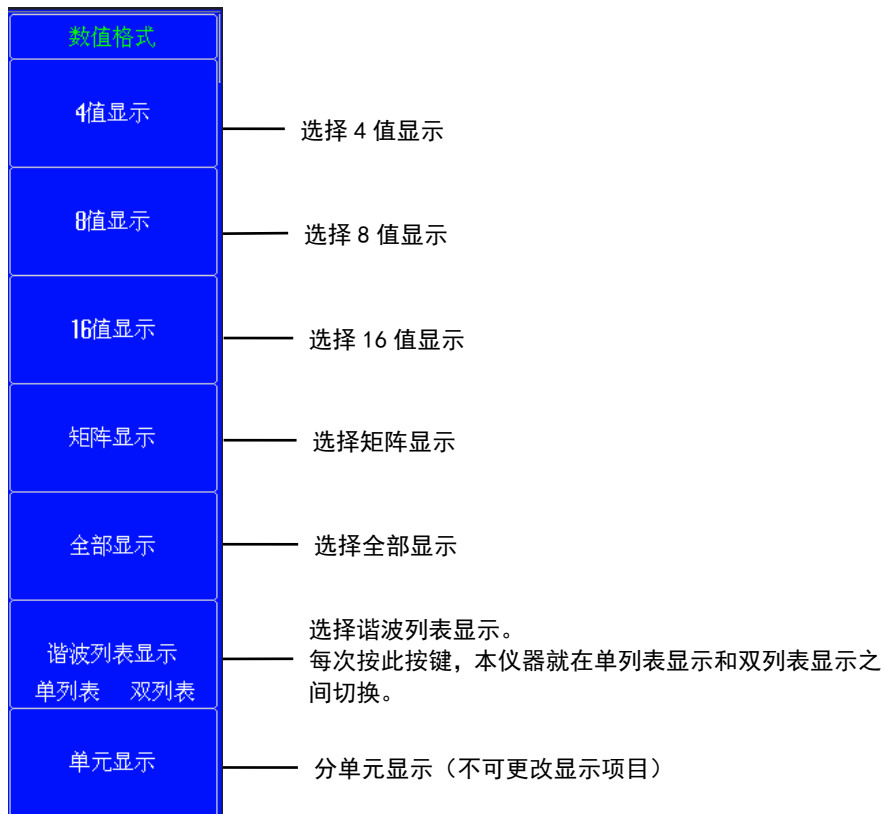 数值格式
4值显示
选择 4 值显示
8值显示
选择 8 值显示
16值显示
选择 16 值显示
矩阵显示
选择矩阵显示
全部显示
选择全部显示
谐波列表显示
单列表 双列表
选择谐波列表显示。
每次按此按键，本仪器就在单列表显示和双列表显示之
间切换。
单元显示
分单元显示（不可更改显示项目）